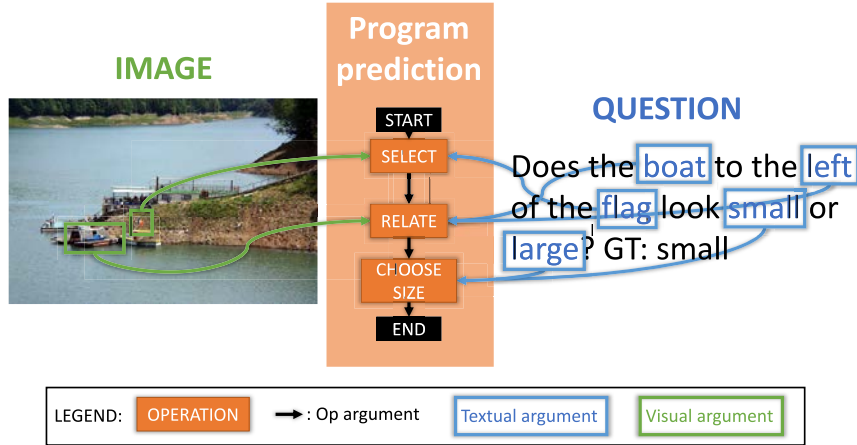 IMAGE
Program
prediction
START
SELECT
RELATE
CHOOSE
SIZE
END
QUESTION
Does the boat to the left
of the flag look small or
large? GT: small
LEGEND: OPERATION : Op argument Textual argument Visual argument